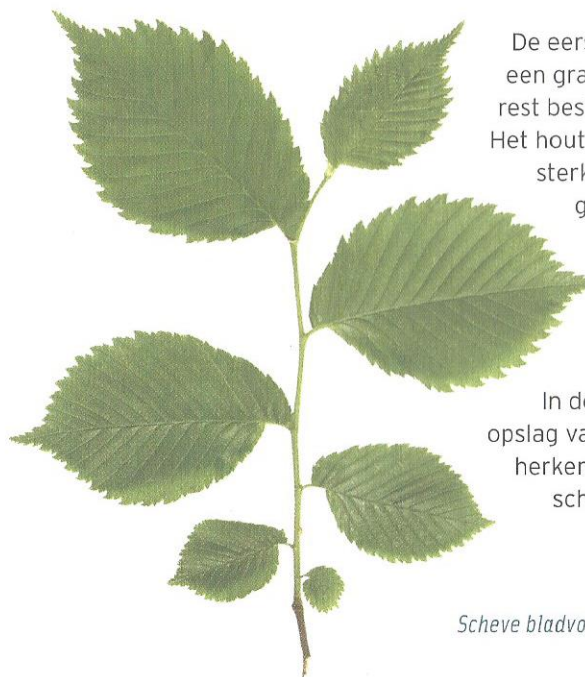 De eers
een gra
rest bes
Het hout
sterk
g
In de
opslag va
herken
sch
Scheve bladvo